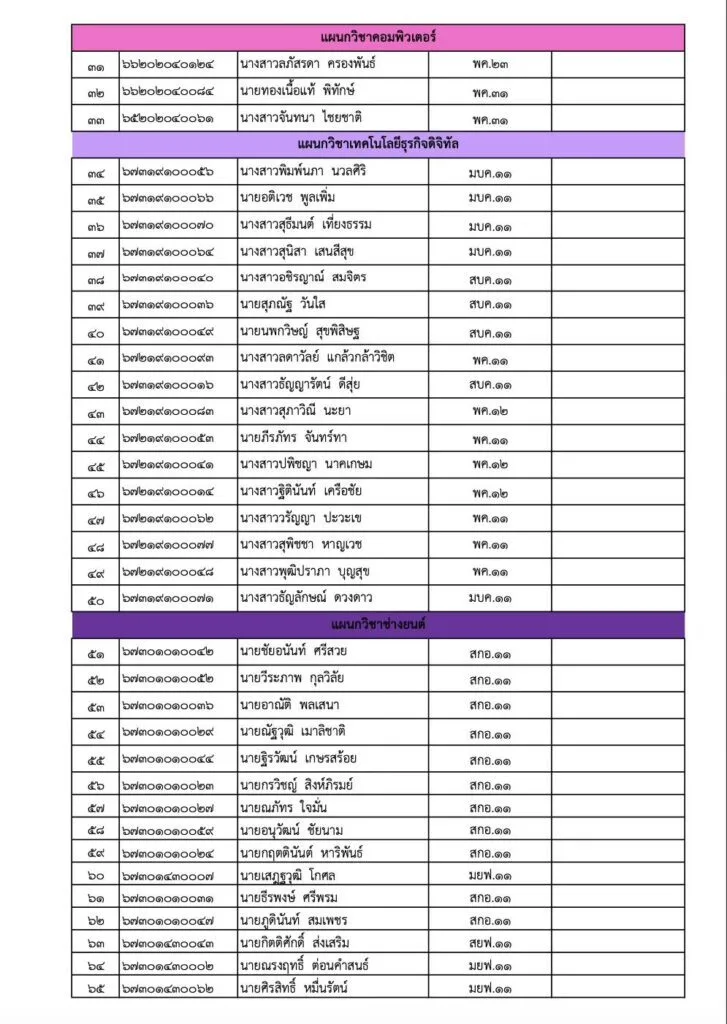 แผนกวิชาคอมพิวเตอร์
๓๑ ๖๖๒๐๒๐๔๐๑๒๔ นางสาวลภัสรดา ครองพันธ์ พค.๒๓
๓๒ ๖๖๒๐๒๐๔๐๐๘๔ นายทองเนื้อแท้ พิทักษ์ พค.๓๑
๓๓ ๖๕๒๐๒๐๔๐๐๖๑ นางสาวจันทนา ไชยชาติ พค.๓๑
แผนกวิชาเทคโนโลยีธุรกิจดิจิทัล
๓๔ ๖๗๓๑๙๑๐๐๐๕๖ นางสาวพิมพ์นภา นวลศิริ มบค.๑๑
๓๕ ๖๗๓๑๙๑๐๐๐๖๖ นายอติเวช พูลเพิ่ม มบค.๑๑
๓๖ ๖๗๓๑๙๑๐๐๐๗๐ นางสาวสุธีมนต์ เที่ยงธรรม มบค.๑๑
๓๗ ๖๗๓๑๙๑๐๐๐๖๔ นางสาวสุนิสา เสนสีสุข มบค.๑๑
๓๘ ๖๗๓๑๙๑๐๐๐๔๐ นางสาวอชิรญาณ์ สมจิตร สบค.๑๑
๓๙ ๖๗๓๑๙๑๐๐๐๓๖ นายสุภณัฐ วันใส สบค.๑๑
๔๐ ๖๗๓๑๙๑๐๐๐๔๙ นายนพกวิษญ์ สุขพิสิษฐ สบค.๑๑
๔๑ ๖๗๒๑๙๑๐๐๐๙๓ นางสาวลดาวัลย์ แกล้วกล้าวิชิต พค.๑๑
๔๒ ๖๗๓๑๙๑๐๐๐๑๖ นางสาวธัญญารัตน์ ดีสุ่ย สบค.๑๑
๔๓ ๖๗๒๑๙๑๐๐๐๘๓ นางสาวสุภาวิณี นะยา พค.๑๒
๔๔ ๖๗๒๑๙๑๐๐๐๕๓ นายภีรภัทร จันทร์ทา พค.๑๑
๔๕ ๖๗๒๑๙๑๐๐๐๔๑ นางสาวปพิชญา นาคเกษม พค.๑๒
๔๖ ๖๗๒๑๙๑๐๐๐๑๔ นางสาวฐิตินันท์ เครือชัย พค.๑๒
๔๗ ๖๗๒๑๙๑๐๐๐๖๒ นางสาววรัญญา ปะวะเข พค.๑๑
๔๘ ๖๗๒๑๙๑๐๐๐๗๗ นางสาวสุพิชชา หาญเวช พค.๑๑
๔๙ ๖๗๒๑๙๑๐๐๐๔๘ นางสาวพุฒิปราภา บุญสุข พค.๑๑
๕๐ ๖๗๓๑๙๑๐๐๐๗๑ นางสาวธัญลักษณ์ ดวงดาว มบค.๑๑
แผนกวิชาช่างยนต์
๕๑ ๖๗๓๐๑๐๑๐๐๔๒ นายชัยอนันท์ ศรีสวย สกอ.๑๑
๕๒ ๖๗๓๐๑๐๑๐๐๕๒ นายวีระภาพ กุลวิลัย สกอ.๑๑
๕๓ ๖๗๓๐๑๐๑๐๐๓๖ นายอาณัติ พลเสนา สกอ.๑๑
๕๔ ๖๗๓๐๑๐๑๐๐๒๙ นายณัฐวุฒิ เมาลิชาติ สกอ.๑๑
๕๕ ๖๗๓๐๑๐๑๐๐๔๔ นายฐิรวัฒน์ เกษรสร้อย สกอ.๑๑
๕๖ ๖๗๓๐๑๐๑๐๐๒๓ นายกรวิชญ์ สิงห์ภิรมย์ สกอ.๑๑
๕๗ ๖๗๓๐๑๐๑๐๐๒๗ นายณภัทร ใจมั่น สกอ.๑๑
๕๘ ๖๗๓๐๑๐๑๐๐๕๙ นายอนุวัฒน์ ชัยนาม สกอ.๑๑
๕๙ ๖๗๓๐๑๐๑๐๐๒๔ นายกฤตตินันต์ หาริพันธ์ สกอ.๑๑
๖๐ ๖๗๓๐๑๔๓๐๐๐๗ นายเสฎฐวุฒิ โกศล มยฟ.๑๑
๖๑ ๖๗๓๐๑๐๑๐๐๓๑ นายธีรพงษ์ ศรีพรม สกอ.๑๑
๖๒ ๖๗๓๐๑๐๑๐๐๔๗ นายภูดินันท์ สมเพชร สกอ.๑๑
๖๓ ๖๗๓๐๑๔๓๐๐๔๓ นายกิตติศักดิ์ ส่งเสริม สยฟ.๑๑
๖๔ ๖๗๓๐๑๔๓๐๐๐๒ นายณรงฤทธิ์ ต่อนคำสนธ์ มยฟ.๑๑
๖๕ ๖๗๓๐๑๔๓๐๐๖๒ นายศิรสิทธิ์ หมื่นรัตน์ มยฟ.๑๑